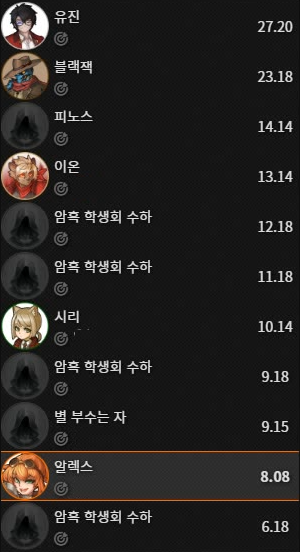 유진
27.20
블랙잭
23.18
피노스
14.14
이온
13.14
암흑 학생회 수하
12.18
암흑 학생회 수하
11.18
시리
10.14
암흑 학생회 수하
9.18
별 부수는 자
9.15
알렉스
8.08
암흑 학생회 수하
6.18